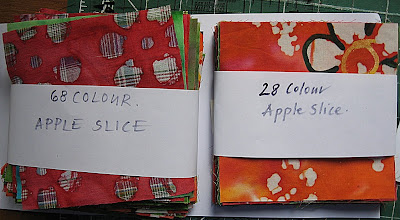 68 COLOUR.
APPLE SLICE
28 Colour
Apple Slice.